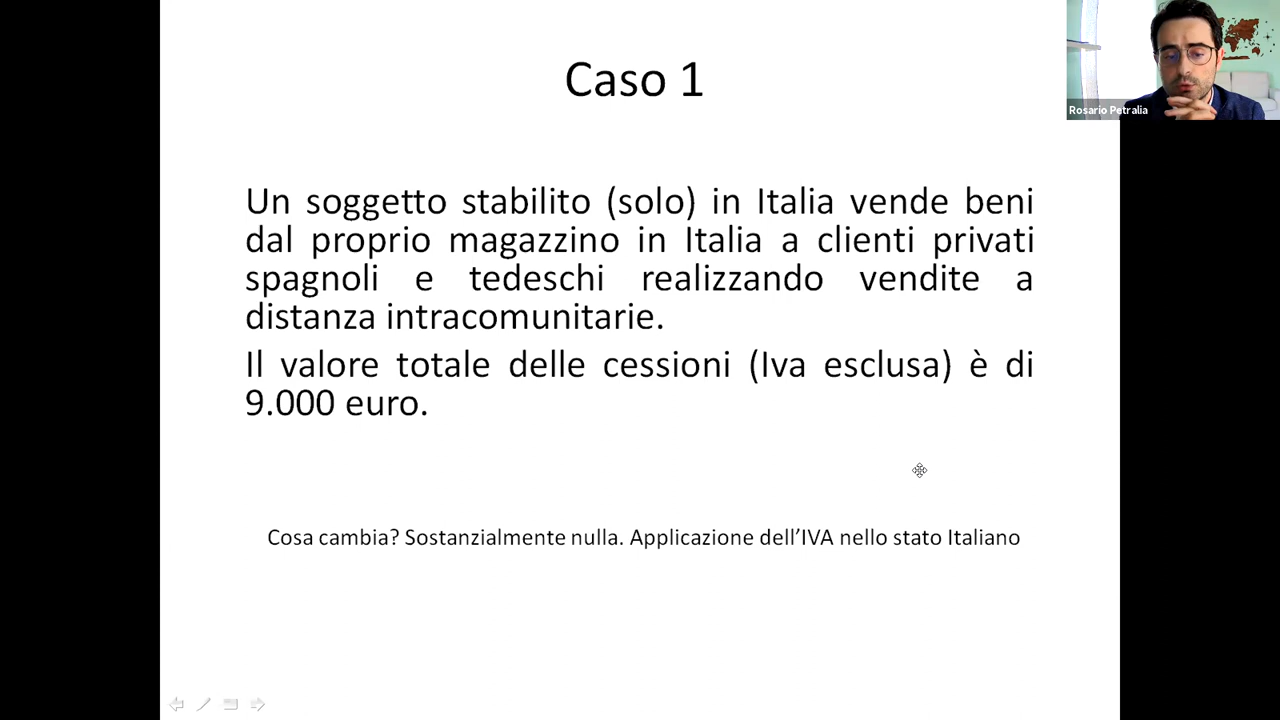 Caso 1
Rosario Petralia
Un soggetto stabilito (solo) in Italia vende beni
dal proprio magazzino in Italia a clienti privati
spagnoli e tedeschi realizzando vendite a
distanza intracomunitarie.
Il valore totale delle cessioni (Iva esclusa) è di
9.000 euro.
Cosa cambia? Sostanzialmente nulla. Applicazione dell’IVA nello stato Italiano